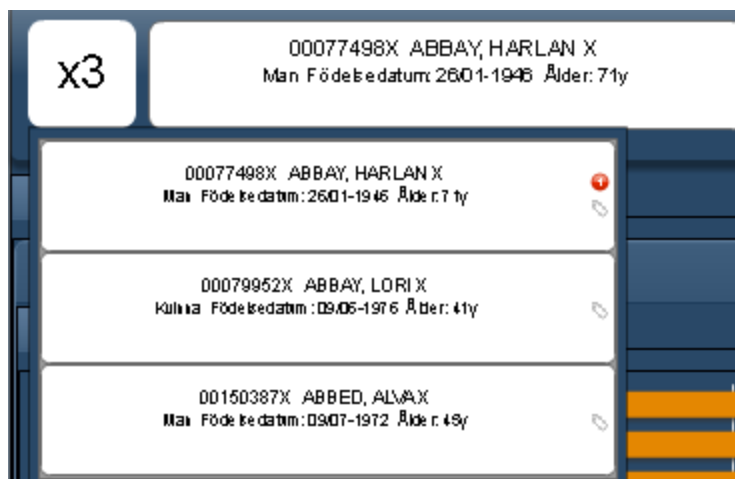 x3
00077498X ABBAY, HARLAN X
Man Födelsedatum: 26/01-1946 Ålder: 71y
00077498X ABBAY, HARLAN X
Man Födelsedatum: 26/01-1946 Ålder: 71y
00079952X ABBAY, LORI X
Kvinna Födelsedatum: 09/06-1976 Ålder: 41y
00150387X ABBED, ALVA X
Man Födelsedatum: 09/07-1972 Ålder: